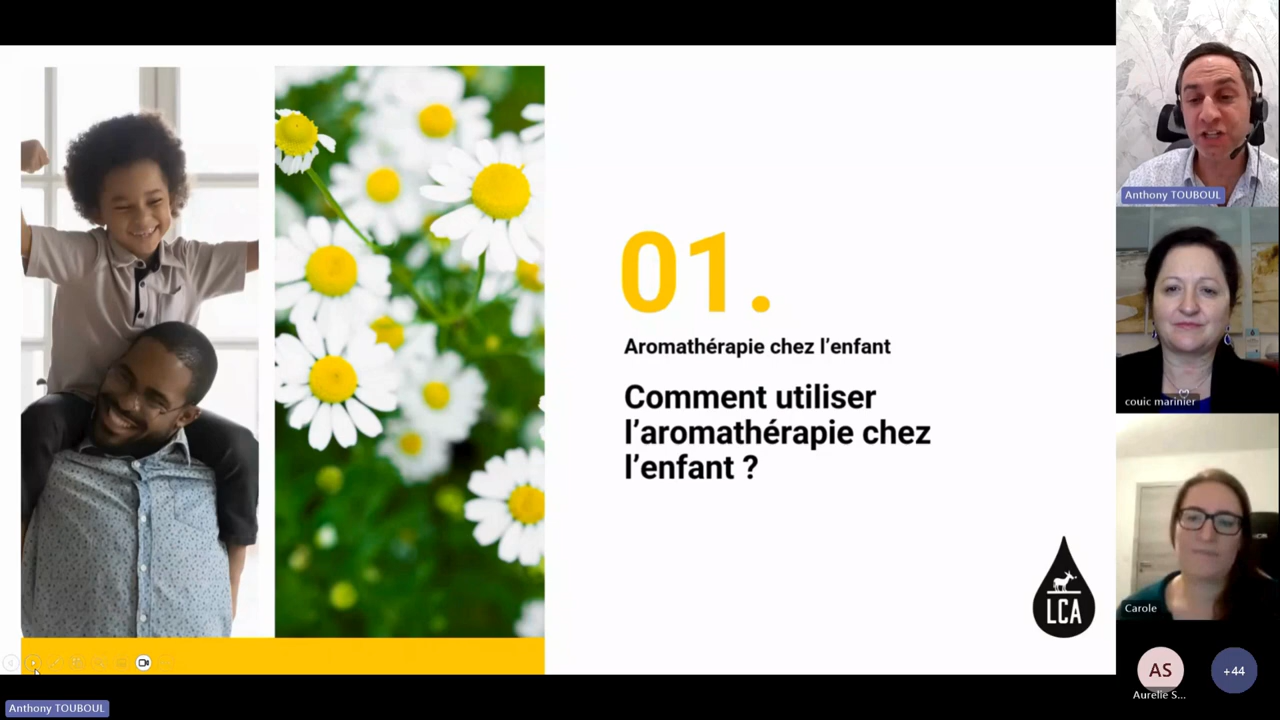 01.
Aromathérapie chez l’enfant
Comment utiliser
l’aromathérapie chez
l’enfant ?
LCA
Anthony TOUBOUL
couic marinier
Carole
AS
Aurelie S...
+44
Anthony TOUBOUL